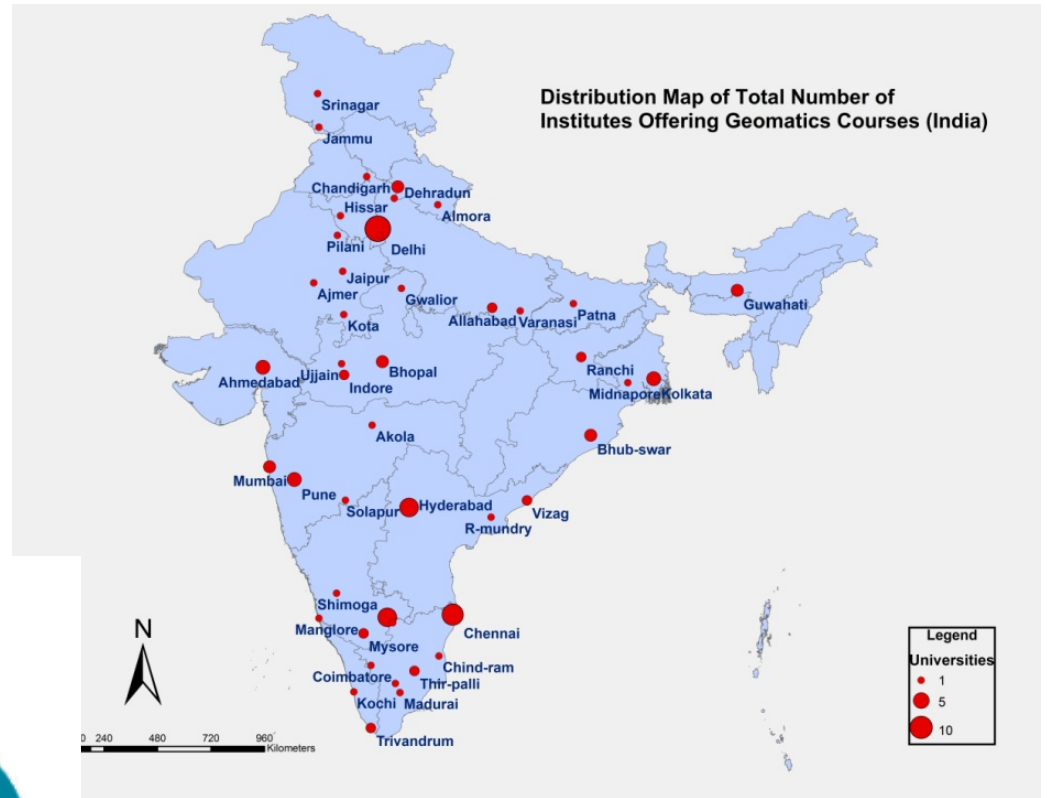 Distribution Map of Total Number of
Institutes Offering Geomatics Courses (India)
Srinagar
Jammu
Chandigarh
Dehradun
Hissar
Almora
Pilani
Delhi
Jaipur
Ajmer
Gwalior
Guwahati
Kota
Allahabad
Varanasi
Patna
Ahmedabad
Ujjain
Indore
Bhopal
Ranchi
Midnapore
Kolkata
Akola
Bhub-swar
Mumbai
Pune
Solapur
Hyderabad
Vizag
R-mundry
Shimoga
Manglore
Mysore
Chennai
Coimbatore
Chind-ram
Thir-palli
Kochi
Madurai
Trivandrum
N
0 240 480 720 960
Kilometers
Legend
Universities
1
5
10